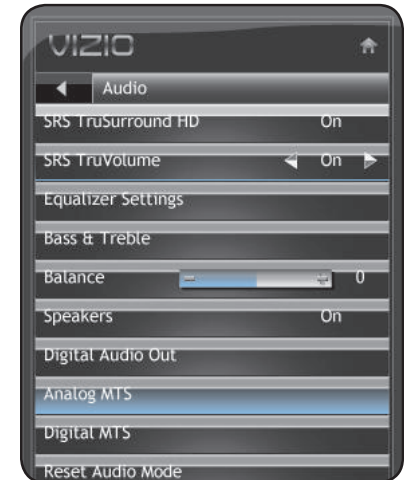 VIZIO
Audio
SRS TruSurround HD On
SRS TruVolume On
Equalizer Settings
Bass & Treble
Balance 0
Speakers On
Digital Audio Out
Analog MTS
Digital MTS
Reset Audio Mode